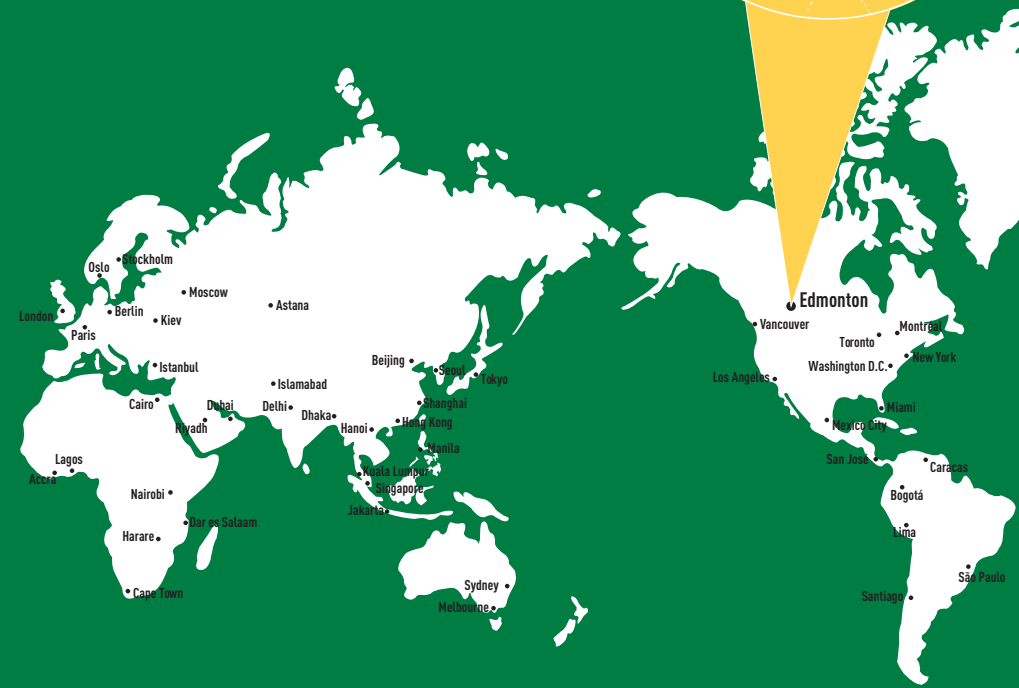 Stockholm
Oslo
Moscow
Edmonton
Astana
Berlin
London
Kiev
Vancouver
Montréal
Paris
Toronto
New York
Beijing
Istanbul
Washington D.C.
Seoul
Tokyo
Los Angeles
Islamabad
Cairo
Dubai
Delhi
Shanghai
Miami
Dhaka
Riyadh
Hanoi
Hong Kong
Mexico City
Manila
Lagos
San José
Caracas
Accra
Kuala Lumpur
Singapore
Nairobi
Bogotá
Jakarta
Dar es Salaam
Lima
Harare
São Paulo
Sydney
Cape Town
Santiago
Melbourne